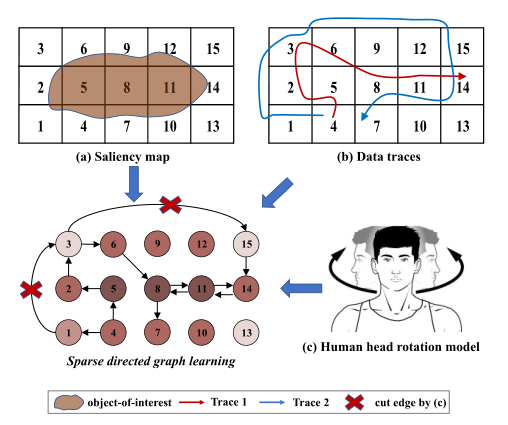 3 6 9 12 15
2 5 8 11 14
1 4 7 10 13
(a) Saliency map
3 6 9 12 15
2 5 8 11 14
1 4 7 10 13
(b) Data traces
3 6 9 12 15
2 5 8 11 14
1 4 7 10 13
Sparse directed graph learning
(c) Human head rotation model
object-of-interest Trace 1 Trace 2 cut edge by (c)